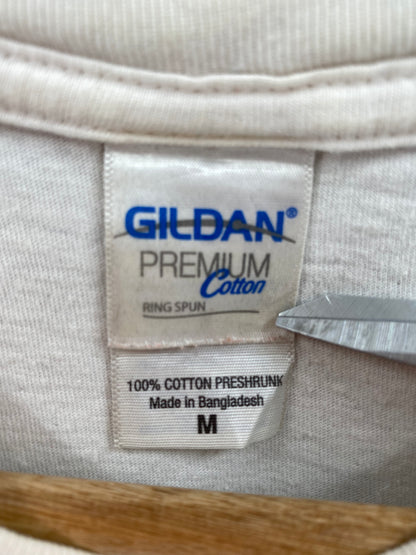 GILDAN®
PREMIUM
Cotton
RING SPUN
100% COTTON PRESHRUNK
Made in Bangladesh
M